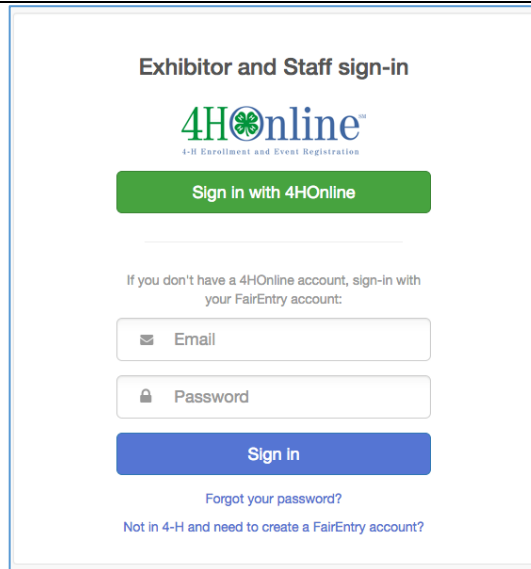 Exhibitor and Staff sign-in
4HOnline℠
4-H Enrollment and Event Registration
Sign in with 4HOnline
If you don't have a 4HOnline account, sign-in with
your FairEntry account:
Email
Password
Sign in
Forgot your password?
Not in 4-H and need to create a FairEntry account?